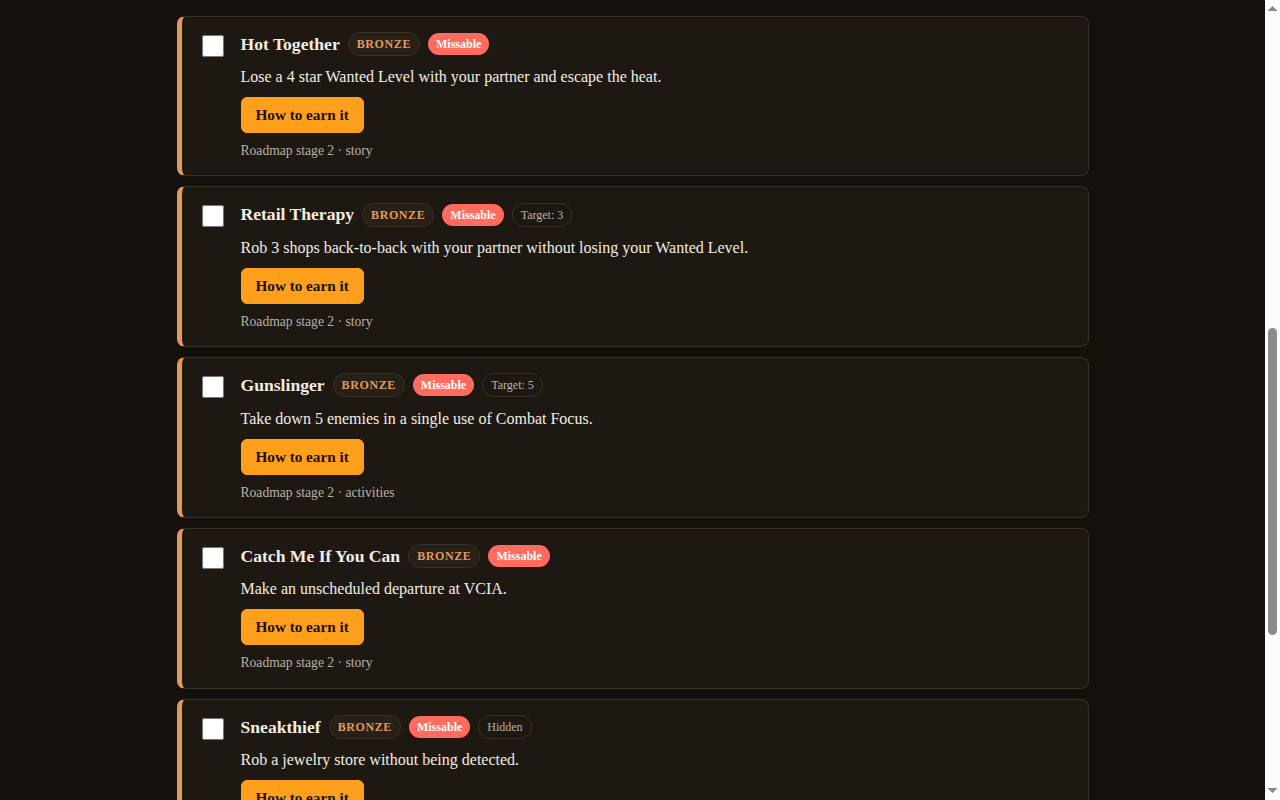 Hot Together BRONZE Missable
Lose a 4 star Wanted Level with your partner and escape the heat.
How to earn it
Roadmap stage 2 · story
Retail Therapy BRONZE Missable Target: 3
Rob 3 shops back-to-back with your partner without losing your Wanted Level.
How to earn it
Roadmap stage 2 · story
Gunslinger BRONZE Missable Target: 5
Take down 5 enemies in a single use of Combat Focus.
How to earn it
Roadmap stage 2 · activities
Catch Me If You Can BRONZE Missable
Make an unscheduled departure at VCIA.
How to earn it
Roadmap stage 2 · story
Sneakthief BRONZE Missable Hidden
Rob a jewelry store without being detected.
How to earn it